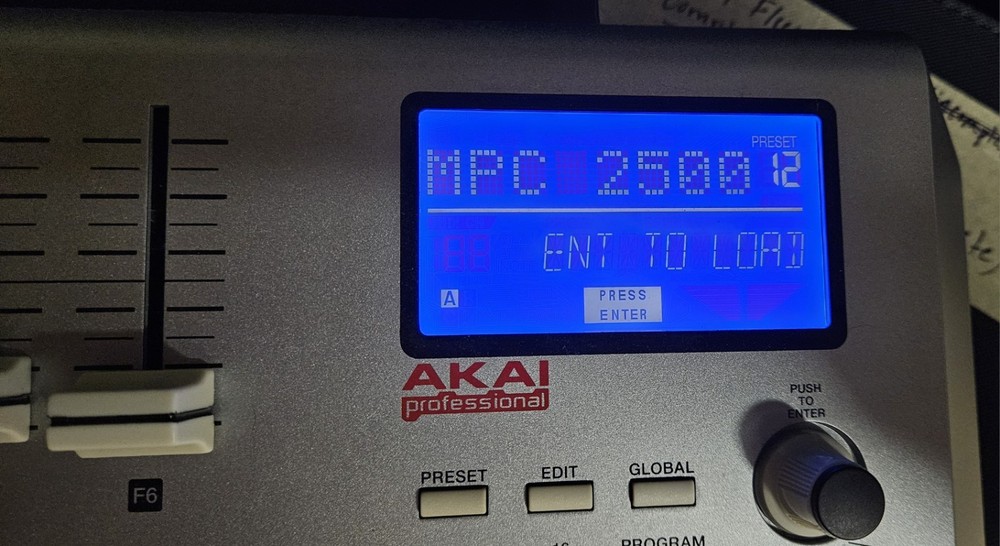 PRESET
MPC 2500 12
ENT TO LOAD
A
PRESS
ENTER
AKAI
professional
PUSH
TO
ENTER
PRESET EDIT GLOBAL
F6
PROGRAM